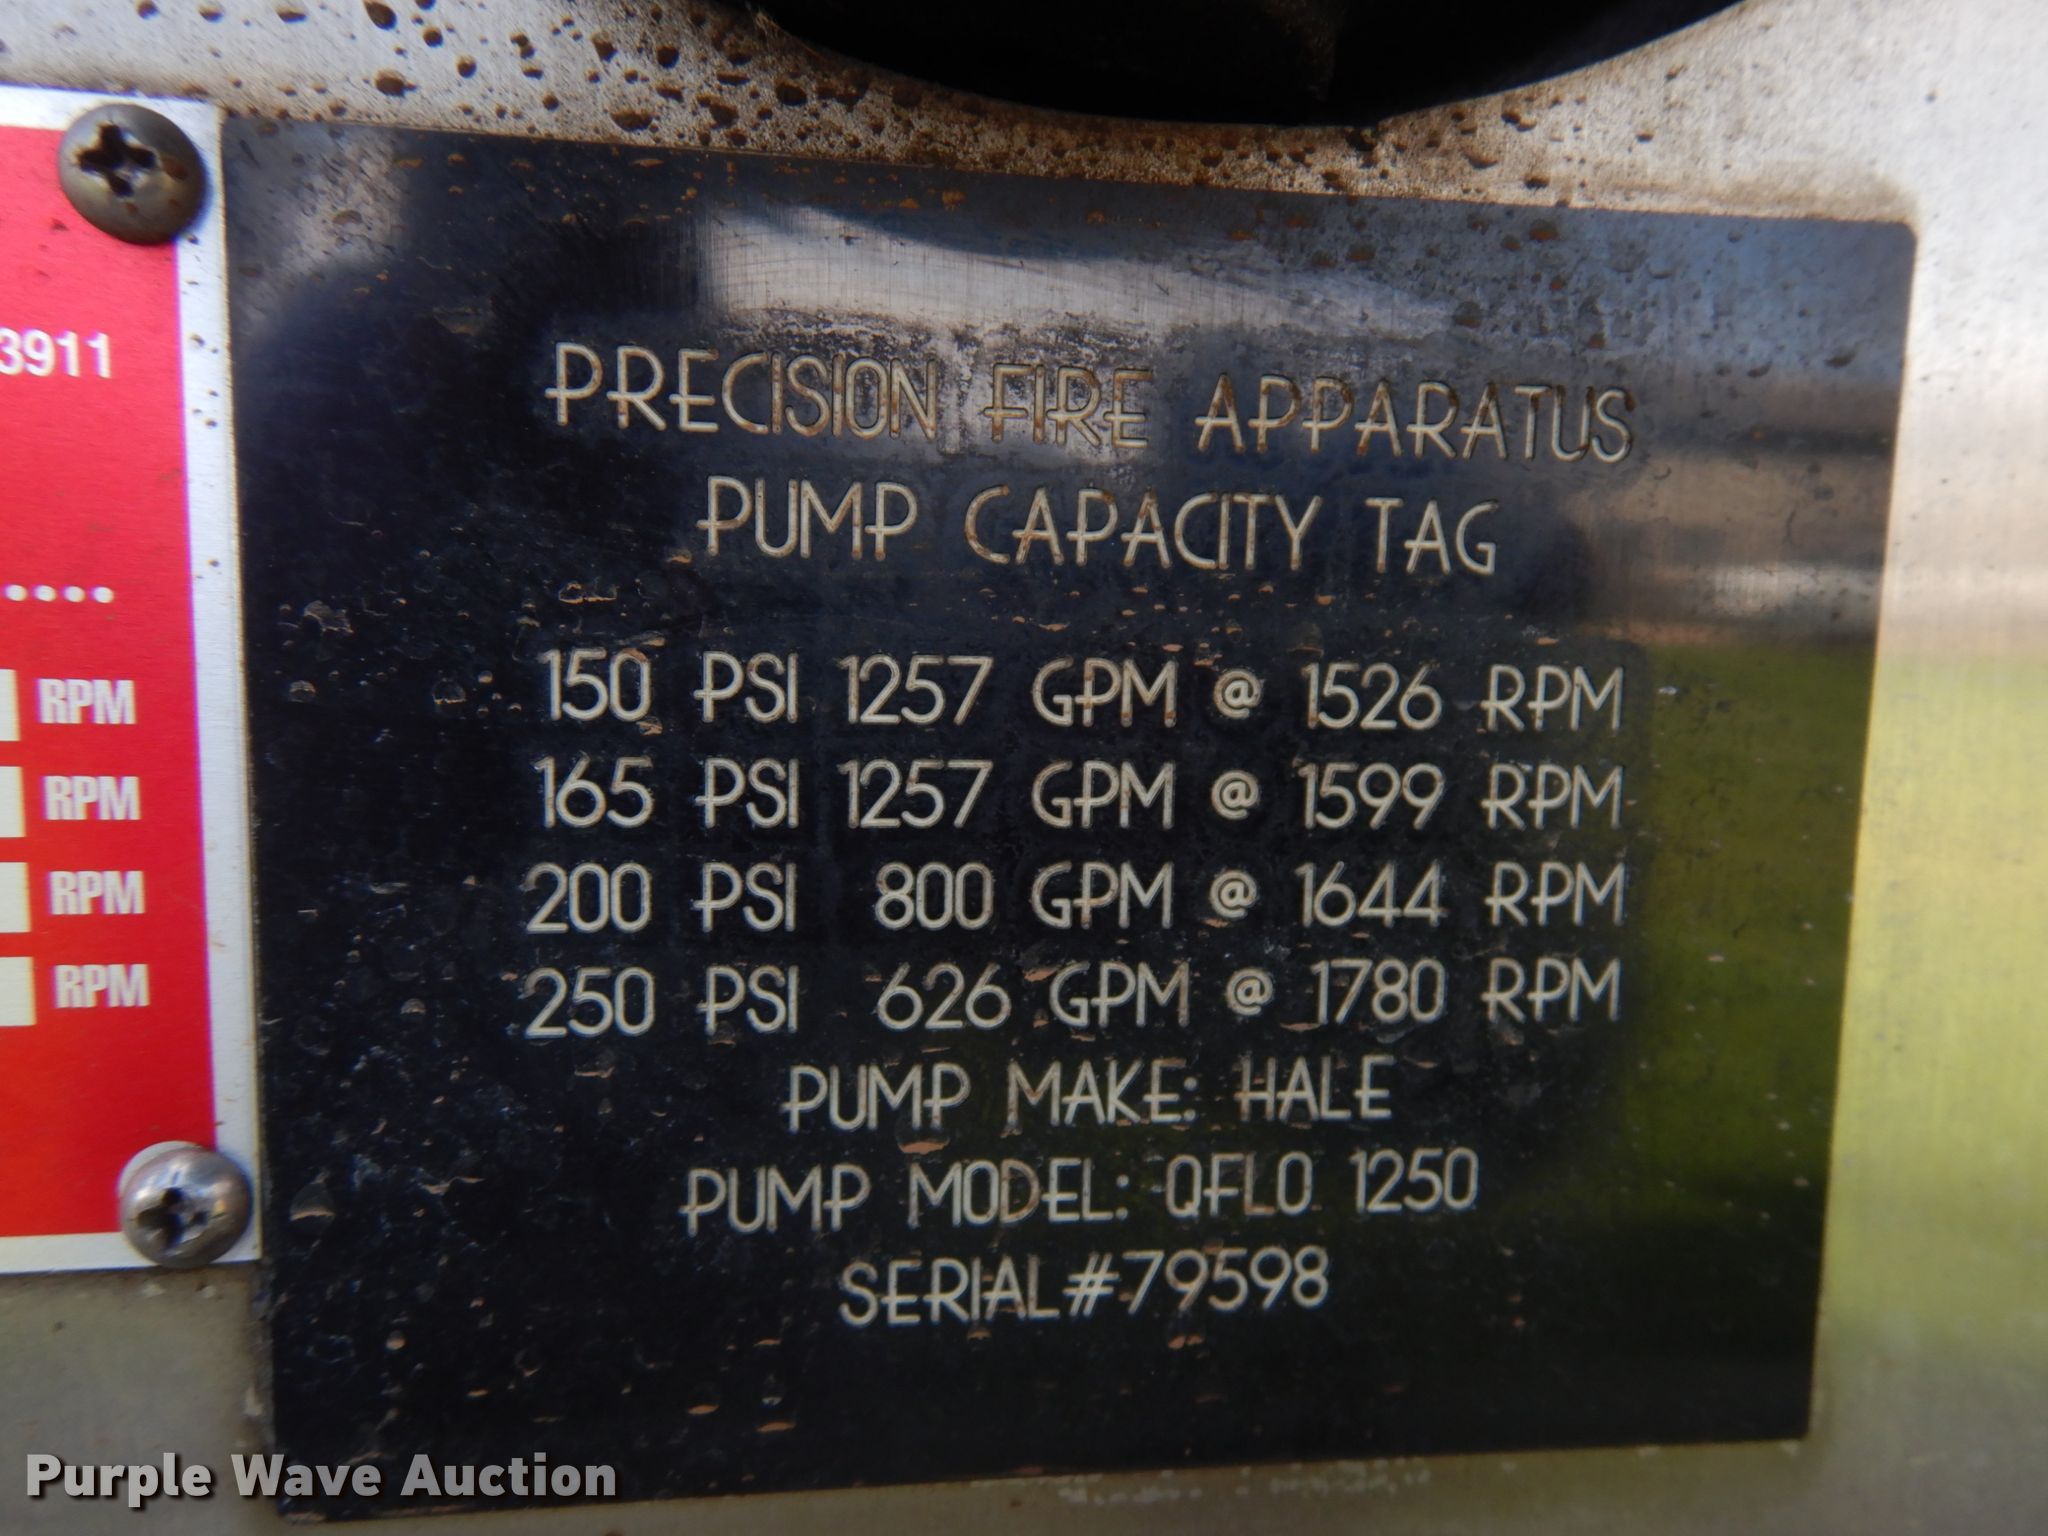 3911
.....
RPM
RPM
RPM
RPM
PRECISION FIRE APPARATUS
PUMP CAPACITY TAG
150 PSI 1257 GPM @ 1526 RPM
165 PSI 1257 GPM @ 1599 RPM
200 PSI 800 GPM @ 1644 RPM
250 PSI 626 GPM @ 1780 RPM
PUMP MAKE: HALE
PUMP MODEL: QFLO 1250
SERIAL#79598
Purple Wave Auction